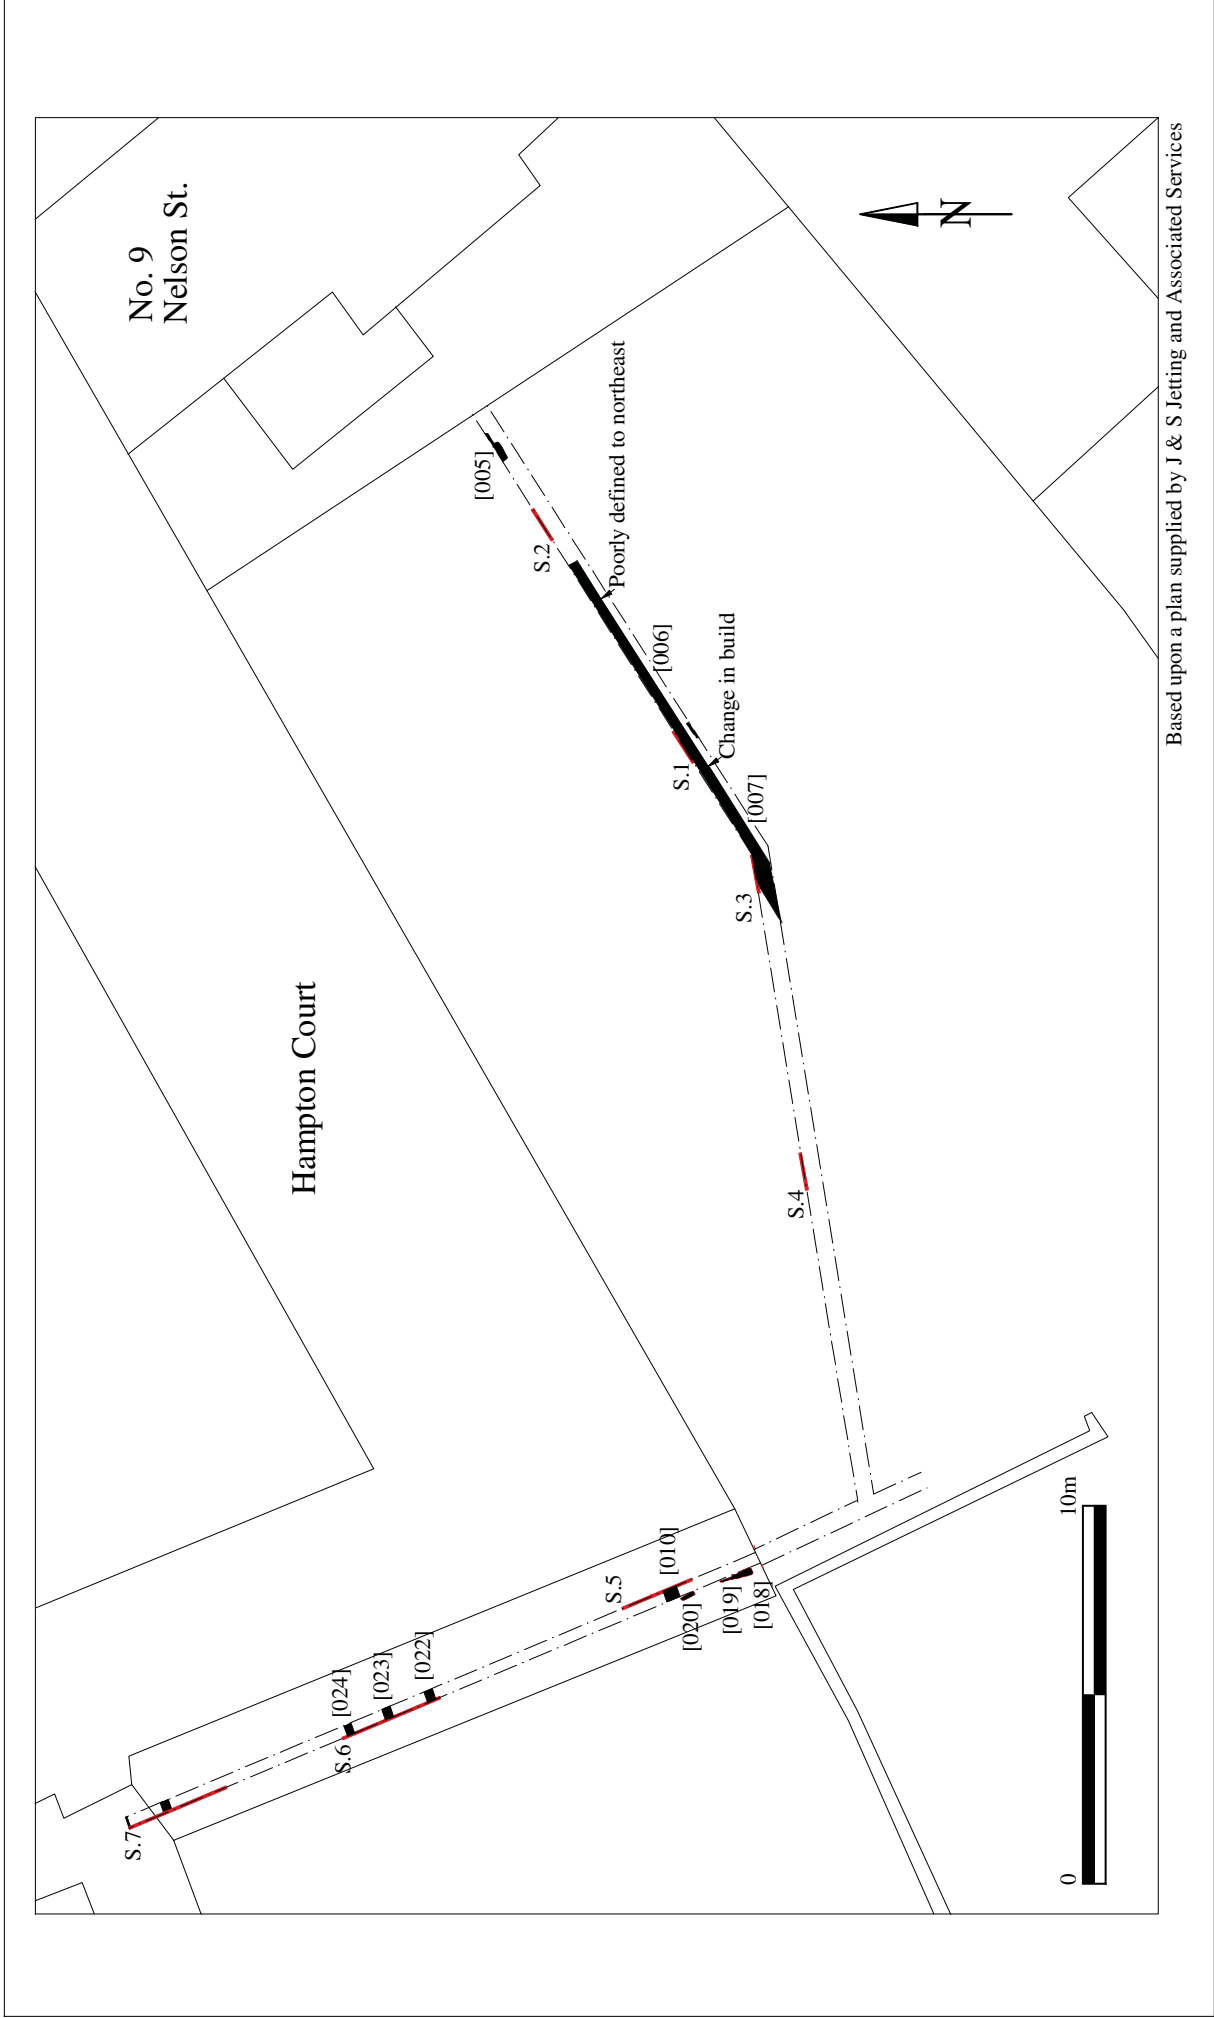 No. 9
Nelson St.
Hampton Court
[005]
S.2
Poorly defined to northeast
[006]
Change in build
S.1
[007]
S.3
S.4
S.5
[010]
[020]
[019]
[018]
[022]
[023]
[024]
S.6
S.7
N
0
10m
Based upon a plan supplied by J & S Jetting and Associated Services